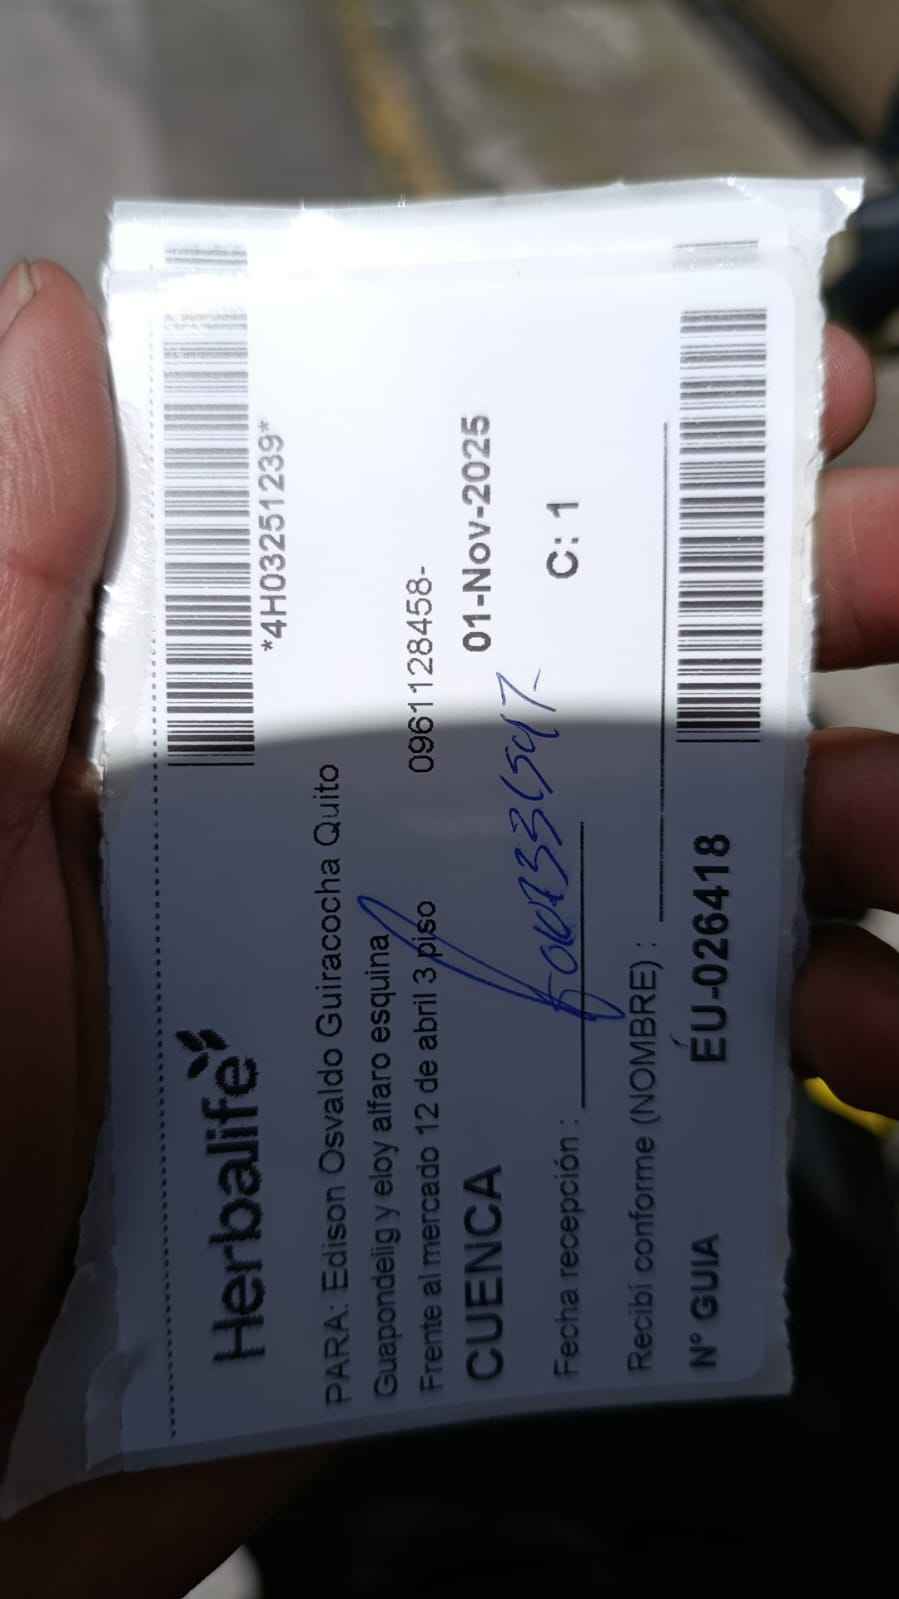 *4H03251239*
Herbalife
PARA: Edison Osvaldo Guiracocha Quito
Guapondelig y eloy alfaro esquina
Frente al mercado 12 de abril 3 piso 0961128458-
CUENCA 01-Nov-2025
Fecha recepción : C: 1
Recibí conforme (NOMBRE) :
N° GUIA EU-026418